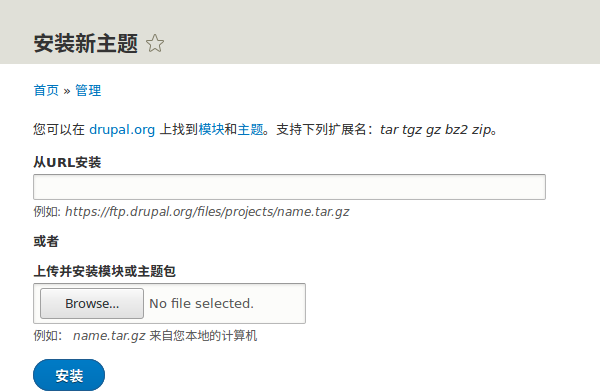 安装新主题
首页 » 管理
您可以在 drupal.org 上找到模块和主题。支持下列扩展名：tar tgz gz bz2 zip。
从URL安装
例如: https://ftp.drupal.org/files/projects/name.tar.gz
或者
上传并安装模块或主题包
Browse... No file selected.
例如： name.tar.gz 来自您本地的计算机
安装